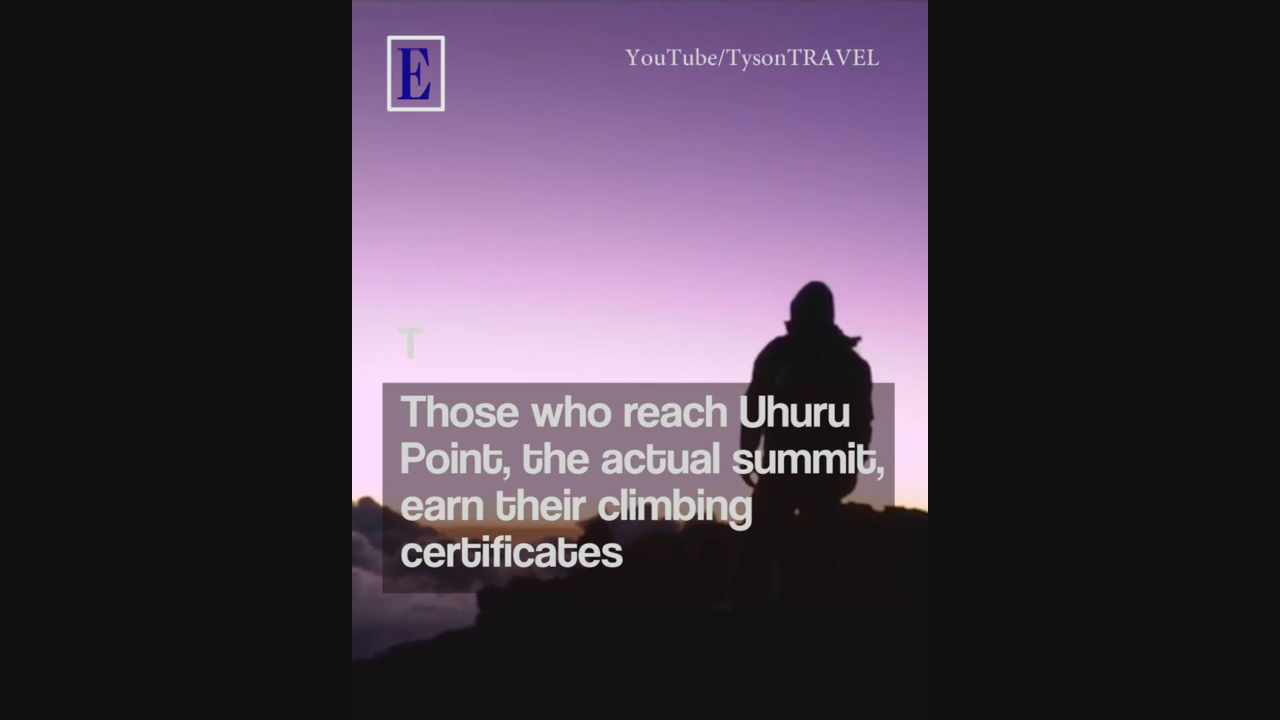 E
YouTube/TysonTRAVEL
T
Those who reach Uhuru
Point, the actual summit,
earn their climbing
certificates